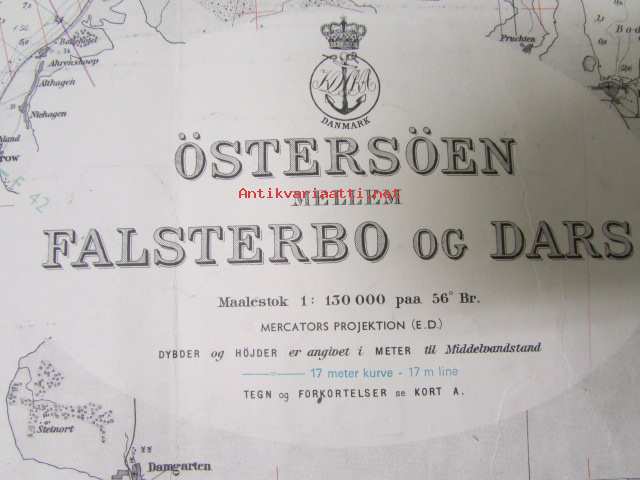 Pruchten
Ahrenshoop
Althagen
Niehagen
DANMARK
ÖSTERSÖEN
Antikvariaatti.net
MELLEM
FALSTERBO OG DARS
Maalestok 1: 130 000 paa 56° Br.
MERCATORS PROJEKTION (E.D.)
DYBDER og HÖJDER er angivet i METER til Middelvandstand
17 meter kurve - 17 m line
TEGN og FORKORTELSER se KORT A.
Steinort
Damgarten